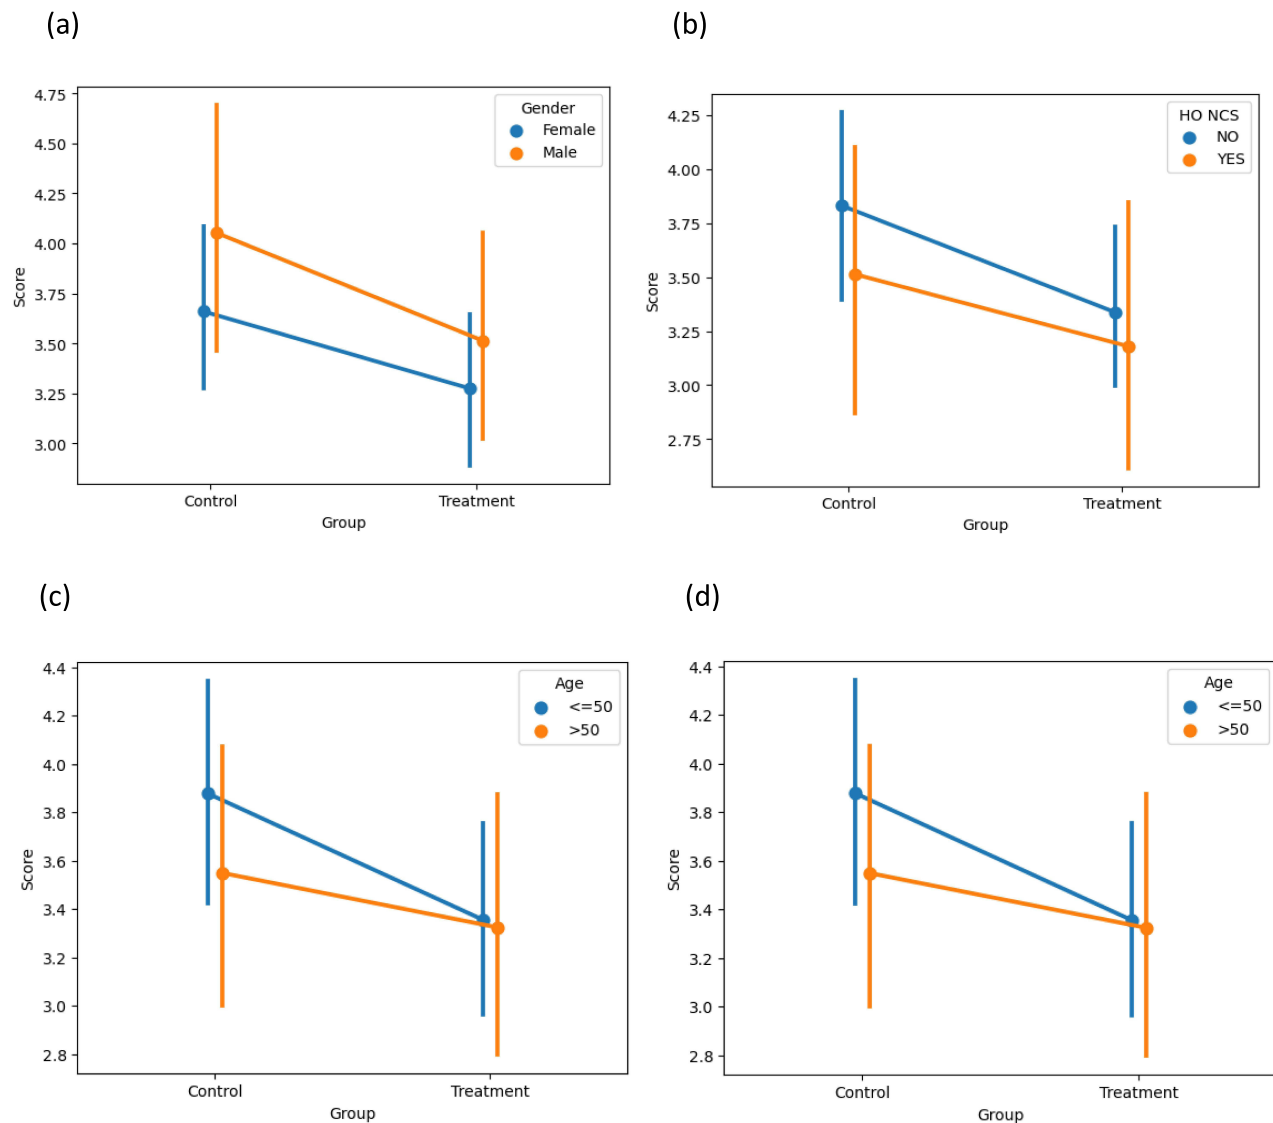 (a)
4.75
4.50
4.25
4.00
3.75
3.50
3.25
3.00
Score
Gender
Female
Male
Control
Treatment
Group
(b)
4.25
4.00
3.75
3.50
3.25
3.00
2.75
Score
HO NCS
NO
YES
Control
Treatment
Group
(c)
4.4
4.2
4.0
3.8
3.6
3.4
3.2
3.0
2.8
Score
Age
<=50
>50
Control
Treatment
Group
(d)
4.4
4.2
4.0
3.8
3.6
3.4
3.2
3.0
2.8
Score
Age
<=50
>50
Control
Treatment
Group